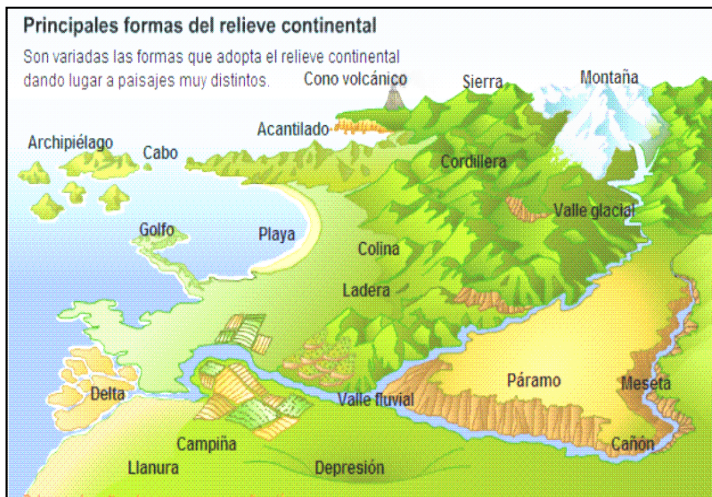 Principales formas del relieve continental
Son variadas las formas que adopta el relieve continental
dando lugar a paisajes muy distintos.
Cono volcánico
Sierra
Montaña
Acantilado
Archipiélago
Cabo
Cordillera
Valle glacial
Golfo
Playa
Colina
Ladera
Delta
Valle fluvial
Páramo
Meseta
Campiña
Cañón
Llanura
Depresión